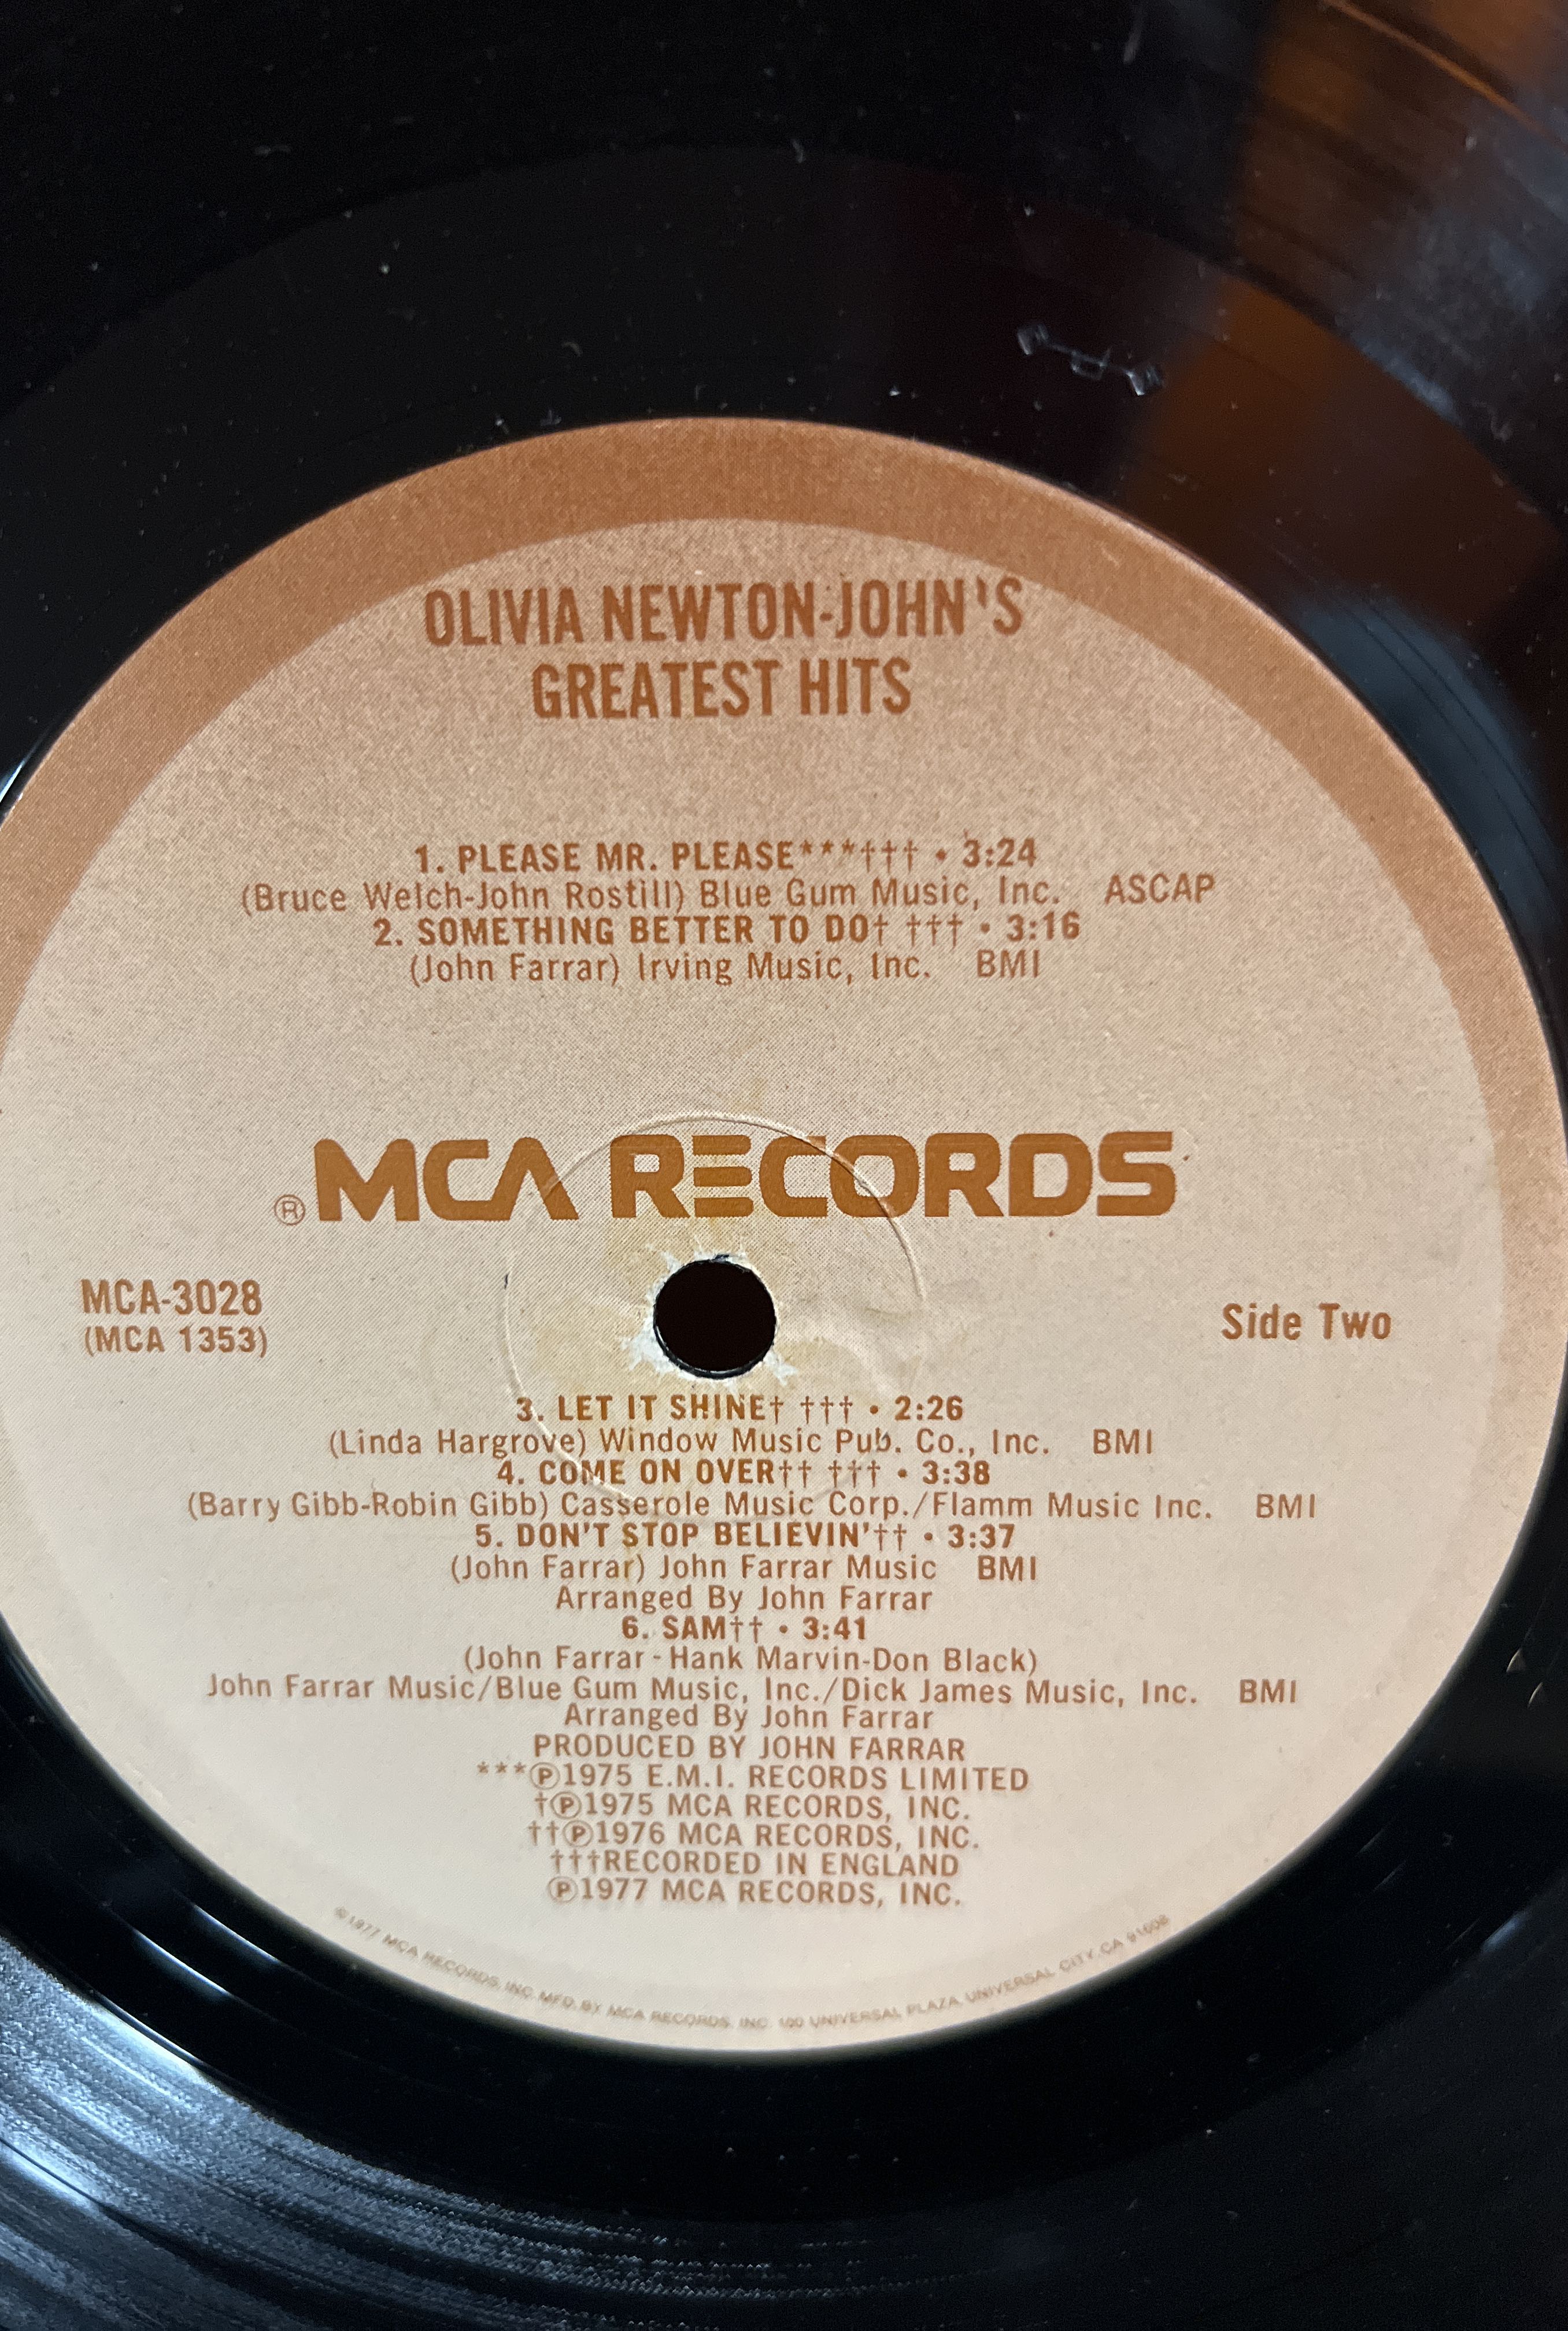 OLIVIA NEWTON-JOHN'S
GREATEST HITS
1. PLEASE MR. PLEASE***††† • 3:24
(Bruce Welch-John Rostill) Blue Gum Music, Inc. ASCAP
2. SOMETHING BETTER TO DO† ††† • 3:16
(John Farrar) Irving Music, Inc. BMI
® MCA RECORDS
MCA-3028
(MCA 1353)
Side Two
3. LET IT SHINE† ††† • 2:26
(Linda Hargrove) Window Music Pub. Co., Inc. BMI
4. COME ON OVER†† ††† • 3:38
(Barry Gibb-Robin Gibb) Casserole Music Corp./Flamm Music Inc. BMI
5. DON'T STOP BELIEVIN'†† • 3:37
(John Farrar) John Farrar Music BMI
Arranged By John Farrar
6. SAM†† • 3:41
(John Farrar - Hank Marvin-Don Black)
John Farrar Music/Blue Gum Music, Inc./Dick James Music, Inc. BMI
Arranged By John Farrar
PRODUCED BY JOHN FARRAR
***℗1975 E.M.I. RECORDS LIMITED
†℗1975 MCA RECORDS, INC.
††℗1976 MCA RECORDS, INC.
†††RECORDED IN ENGLAND
℗1977 MCA RECORDS, INC.
©1977 MCA RECORDS, INC. MFD. BY MCA RECORDS, INC. 100 UNIVERSAL PLAZA, UNIVERSAL CITY, CA 91608